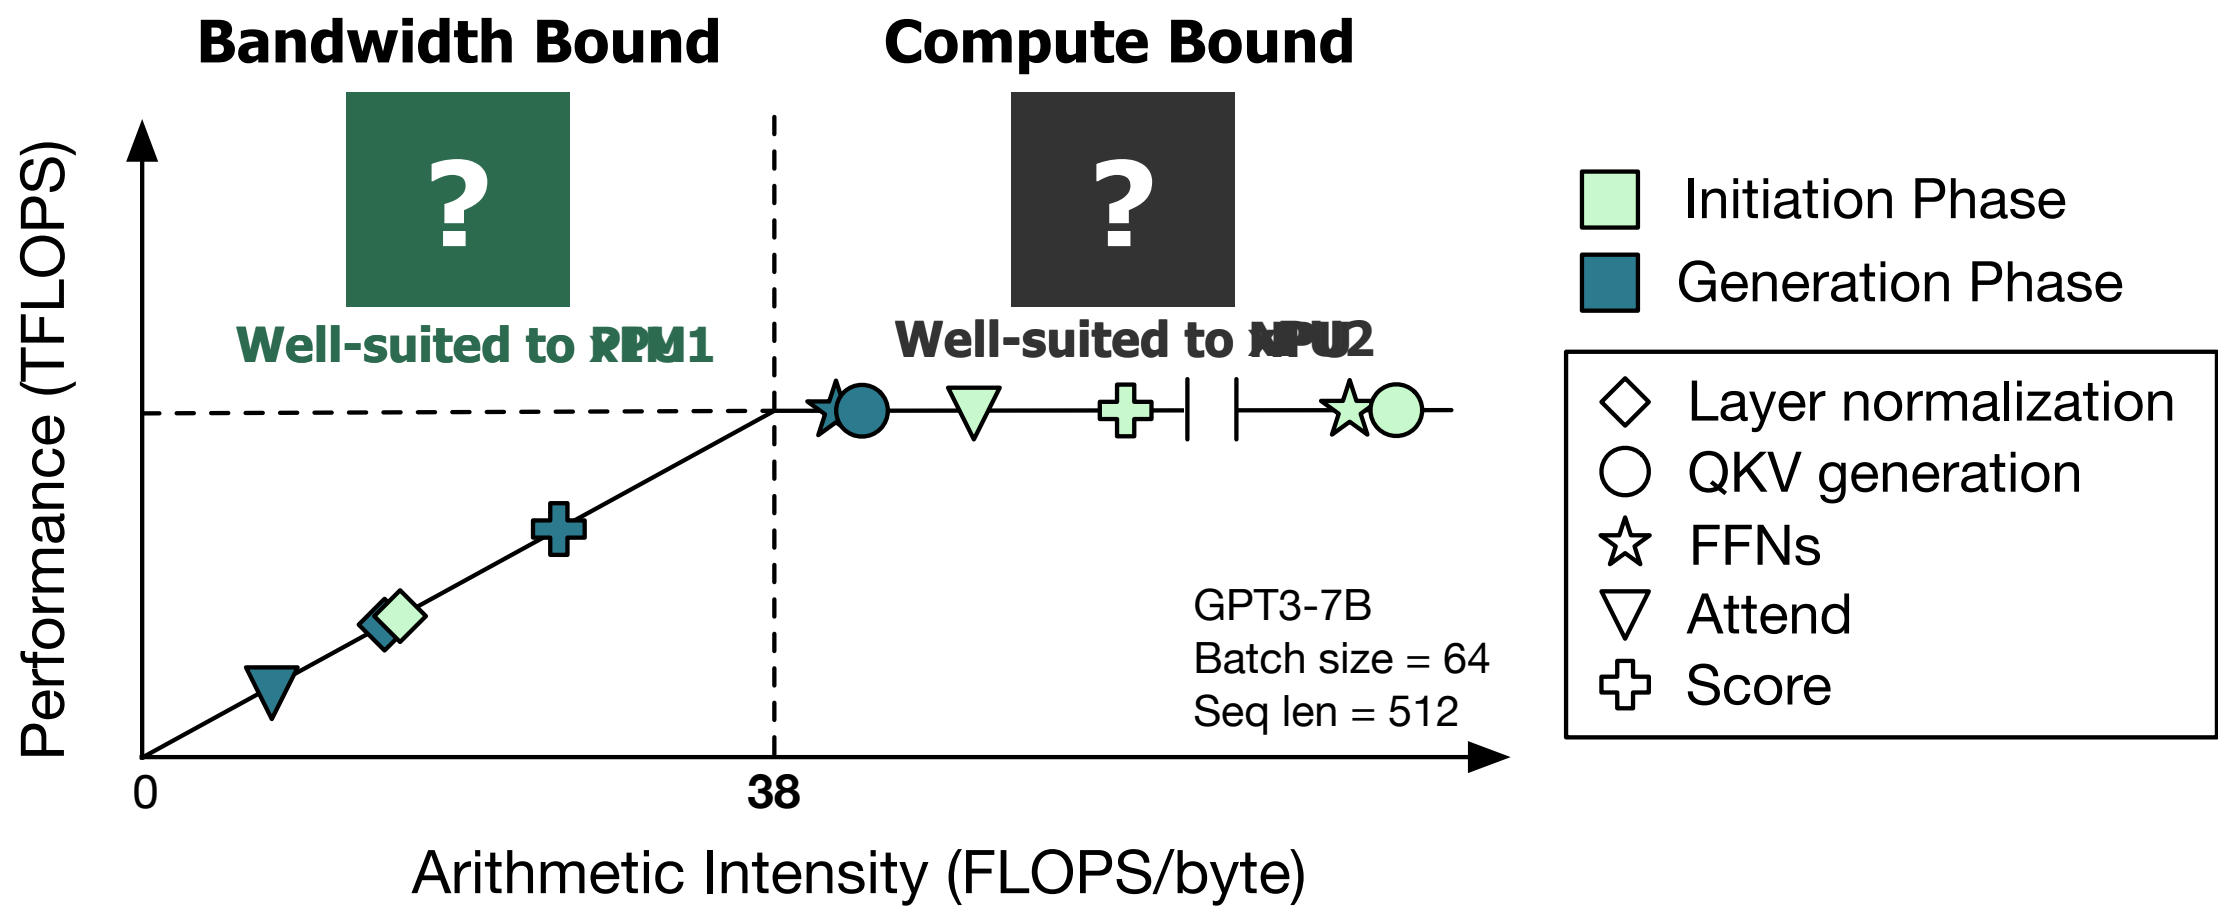 Bandwidth Bound
Compute Bound
?
?
Well-suited to
Well-suited to
Performance (TFLOPS)
Initiation Phase
Generation Phase
Layer normalization
QKV generation
FFNs
Attend
Score
GPT3-7B
Batch size = 64
Seq len = 512
0
38
Arithmetic Intensity (FLOPS/byte)